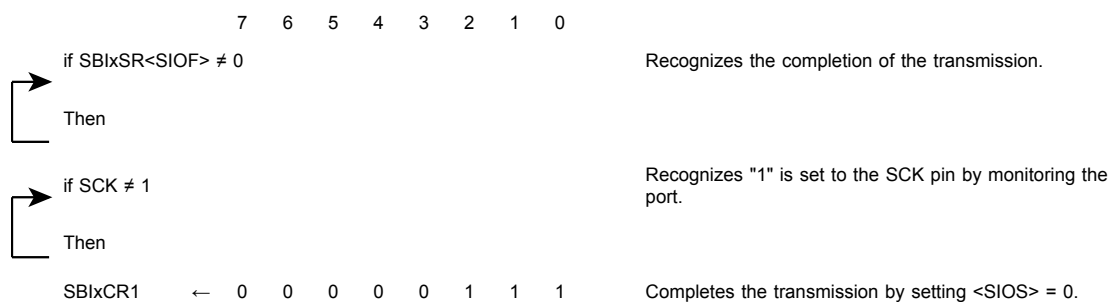 7 6 5 4 3 2 1 0
if SBIxSR<SIOF> ≠ 0 Recognizes the completion of the transmission.
Then
if SCK ≠ 1 Recognizes "1" is set to the SCK pin by monitoring the
port.
Then
SBIxCR1 ← 0 0 0 0 0 1 1 1 Completes the transmission by setting <SIOS> = 0.